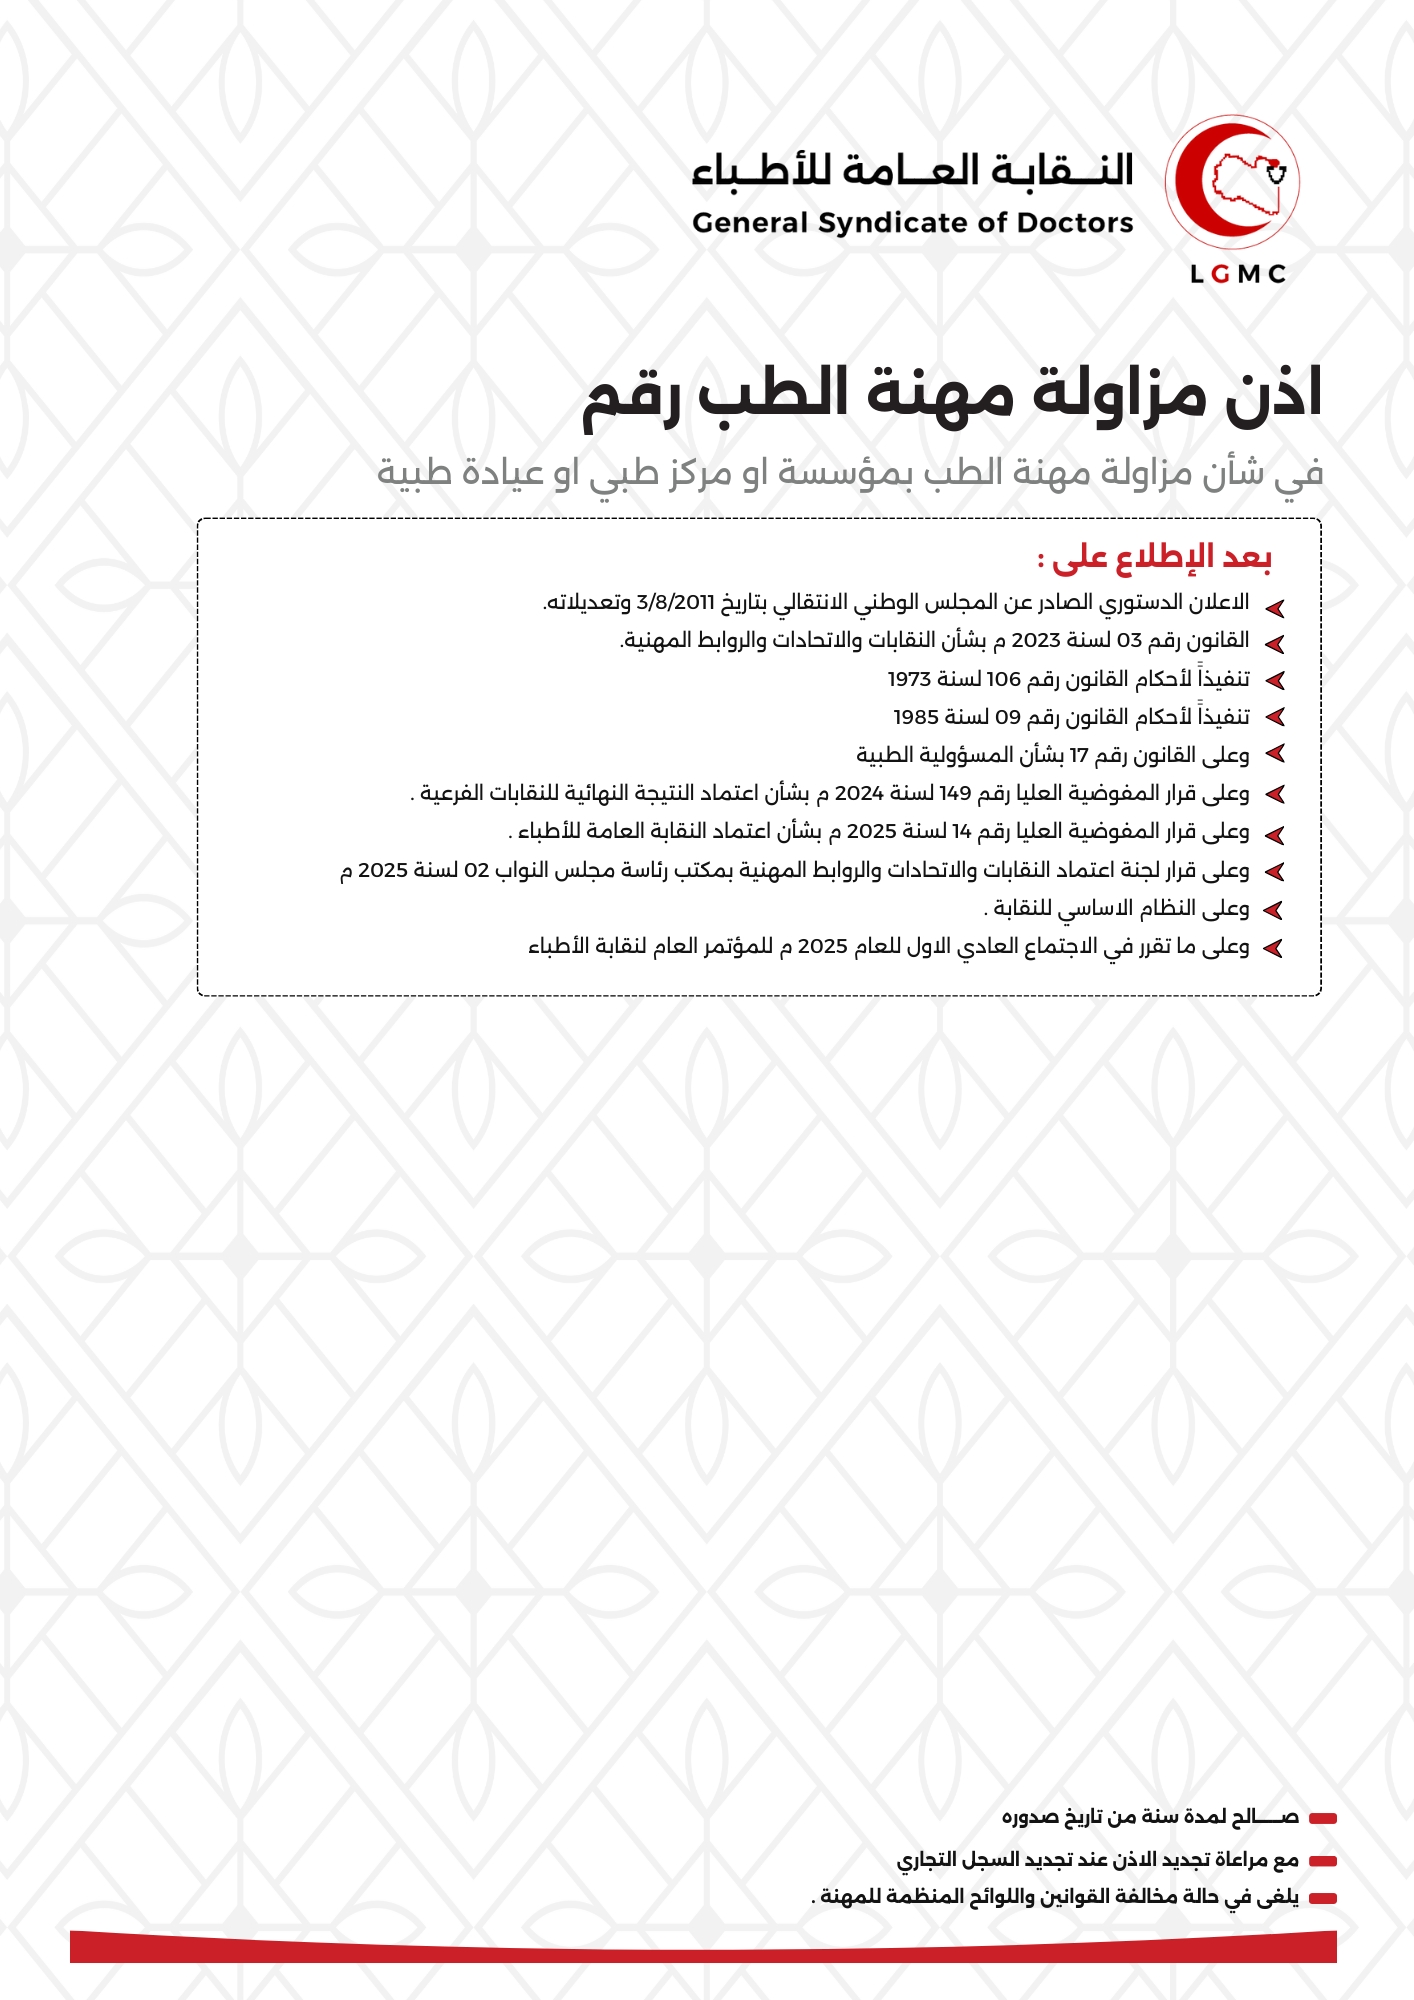 النـقابـة العـامة للأطـباء
General Syndicate of Doctors
LGMC
اذن مزاولة مهنة الطب رقم
في شأن مزاولة مهنة الطب بمؤسسة او مركز طبي او عيادة طبية
بعد الإطلاع على :
الاعلان الدستوري الصادر عن المجلس الوطني الانتقالي بتاريخ 3/8/2011 وتعديلاته.
القانون رقم 03 لسنة 2023 م بشأن النقابات والاتحادات والروابط المهنية.
تنفيذاً لأحكام القانون رقم 106 لسنة 1973
تنفيذاً لأحكام القانون رقم 09 لسنة 1985
وعلى القانون رقم 17 بشأن المسؤولية الطبية
وعلى قرار المفوضية العليا رقم 149 لسنة 2024 م بشأن اعتماد النتيجة النهائية للنقابات الفرعية .
وعلى قرار المفوضية العليا رقم 14 لسنة 2025 م بشأن اعتماد النقابة العامة للأطباء .
وعلى قرار لجنة اعتماد النقابات والاتحادات والروابط المهنية بمكتب رئاسة مجلس النواب 02 لسنة 2025 م
وعلى النظام الاساسي للنقابة .
وعلى ما تقرر في الاجتماع العادي الاول للعام 2025 م للمؤتمر العام لنقابة الأطباء
صـــالح لمدة سنة من تاريخ صدوره
مع مراعاة تجديد الاذن عند تجديد السجل التجاري
يلغى في حالة مخالفة القوانين واللوائح المنظمة للمهنة .